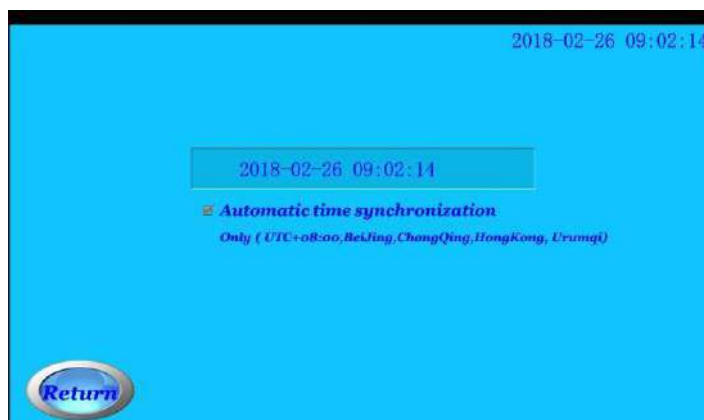 2018-02-26 09:02:14
2018-02-26 09:02:14
Automatic time synchronization
Only ( UTC+08:00,BeiJing,ChongQing,HongKong, Urumqi)
Return